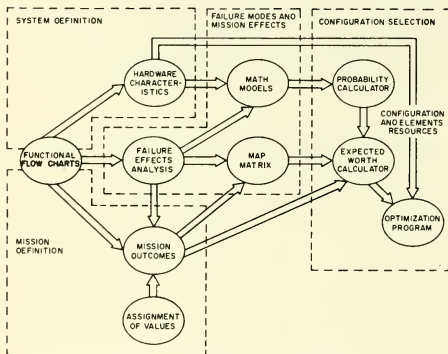 SYSTEM DEFINITION
FAILURE MODES AND
MISSION EFFECTS
CONFIGURATION SELECTION
HARDWARE
CHARACTER-
ISTICS
MATH
MODELS
PROBABILITY
CALCULATOR
CONFIGURATION
AND ELEMENTS
RESOURCES
FUNCTIONAL
FLOW CHARTS
FAILURE
EFFECTS
ANALYSIS
MAP
MATRIX
EXPECTED
WORTH
CALCULATOR
OPTIMIZATION
PROGRAM
MISSION
DEFINITION
MISSION
OUTCOMES
ASSIGNMENT
OF VALUES